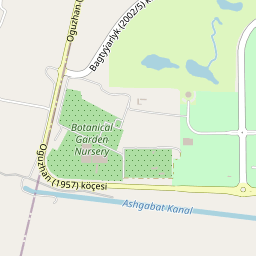 Oguzhan
Bagtyýarlyk (2002/5) k
Botanical
Garden
Nursery
Oguzhan (1957) köçesi
Ashgabat Kanal